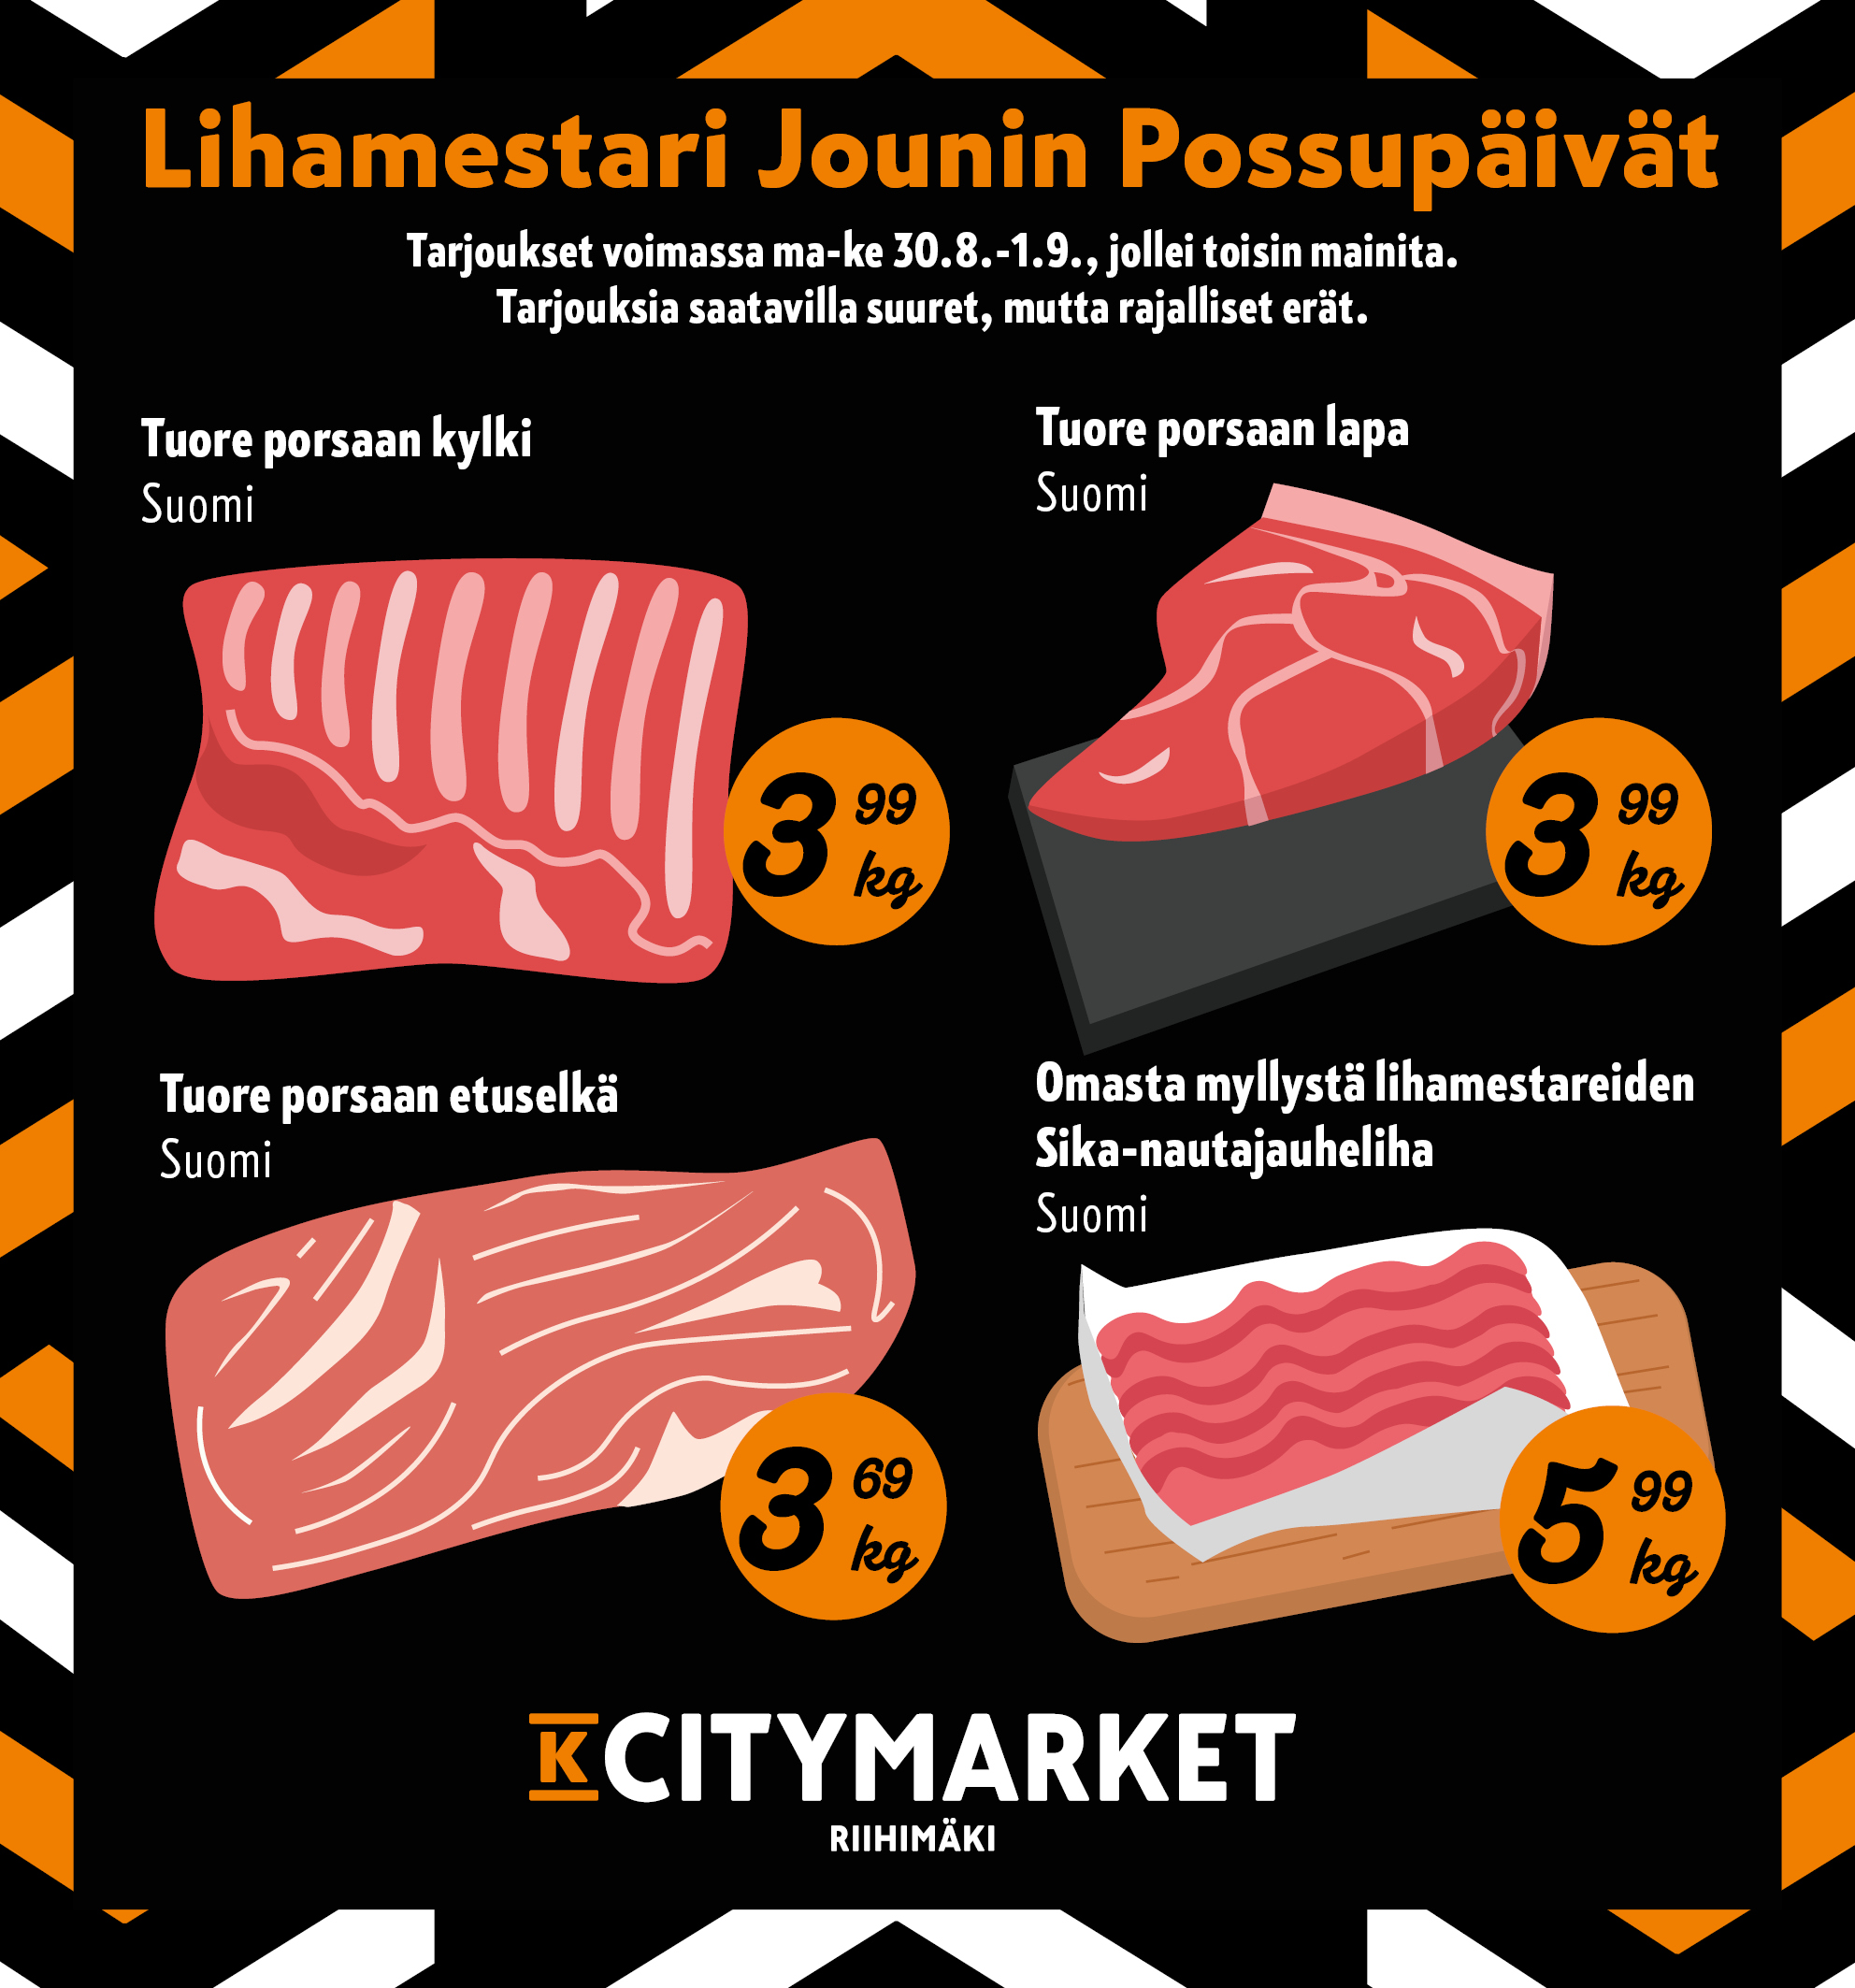 Lihamestari Jounin Possupäivät
Tarjoukset voimassa ma-ke 30.8.-1.9., jollei toisin mainita.
Tarjouksia saatavilla suuret, mutta rajalliset erät.
Tuore porsaan kylki
Suomi
3 99
kg
Tuore porsaan lapa
Suomi
3 99
kg
Tuore porsaan etuselkä
Suomi
3 69
kg
Omasta myllystä lihamestareiden
Sika-nautajauheliha
Suomi
5 99
kg
K CITYMARKET
RIIHIMÄKI